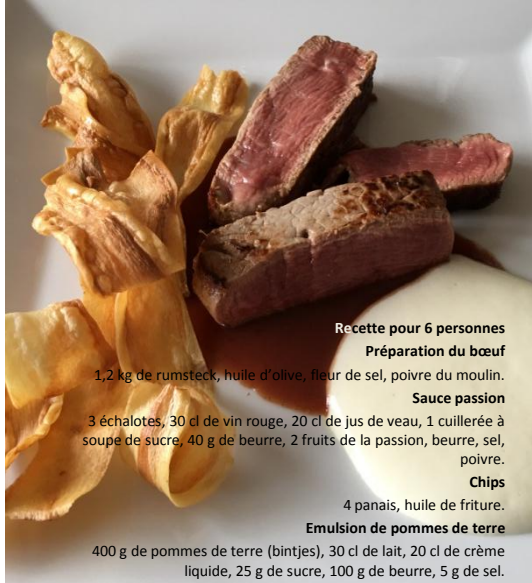 Recette pour 6 personnes
Préparation du bœuf
1,2 kg de rumsteck, huile d’olive, fleur de sel, poivre du moulin.
Sauce passion
3 échalotes, 30 cl de vin rouge, 20 cl de jus de veau, 1 cuillerée à
soupe de sucre, 40 g de beurre, 2 fruits de la passion, beurre, sel,
poivre.
Chips
4 panais, huile de friture.
Emulsion de pommes de terre
400 g de pommes de terre (bintjes), 30 cl de lait, 20 cl de crème
liquide, 25 g de sucre, 100 g de beurre, 5 g de sel.